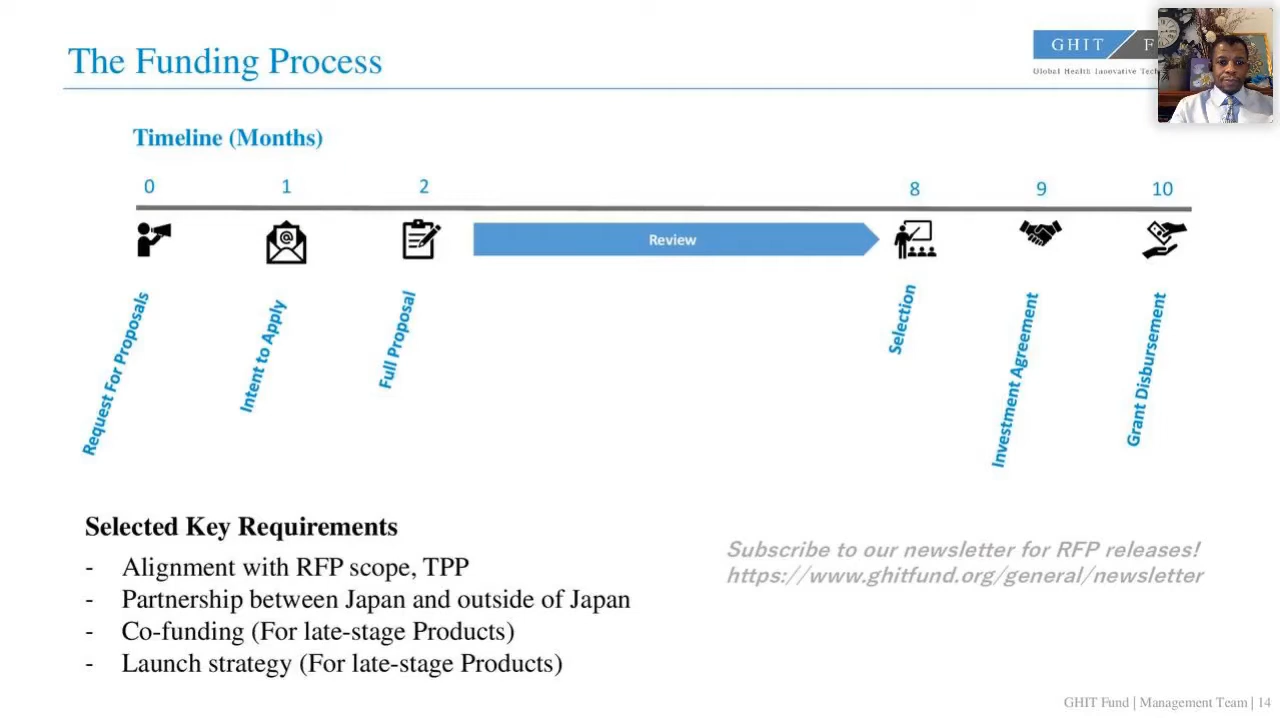 The Funding Process
GHIT F
Global Health Innovative Tec
Timeline (Months)
0 1 2 8 9 10
Review
Request For Proposals
Intent to Apply
Full Proposal
Selection
Investment Agreement
Grant Disbursement
Selected Key Requirements
- Alignment with RFP scope, TPP
- Partnership between Japan and outside of Japan
- Co-funding (For late-stage Products)
- Launch strategy (For late-stage Products)
Subscribe to our newsletter for RFP releases!
https://www.ghitfund.org/general/newsletter
GHIT Fund | Management Team | 14